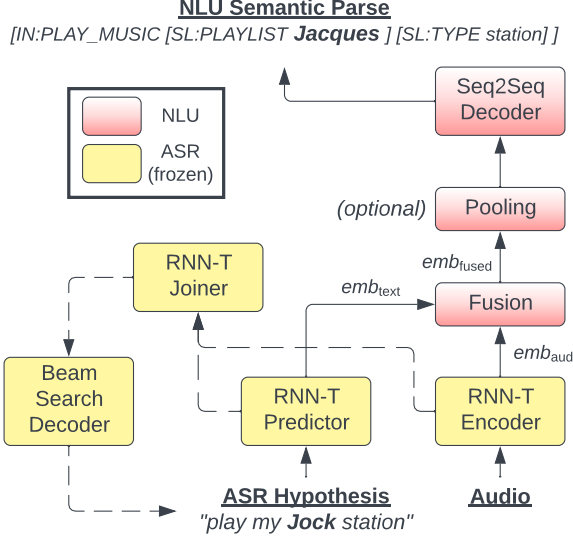 NLU Semantic Parse
[IN:PLAY_MUSIC [SL:PLAYLIST Jacques ] [SL:TYPE station] ]
Seq2Seq
Decoder
NLU
ASR
(frozen)
(optional)
Pooling
emb_fused
RNN-T
Joiner
emb_text
Fusion
emb_aud
Beam
Search
Decoder
RNN-T
Predictor
RNN-T
Encoder
ASR Hypothesis
Audio
"play my Jock station"